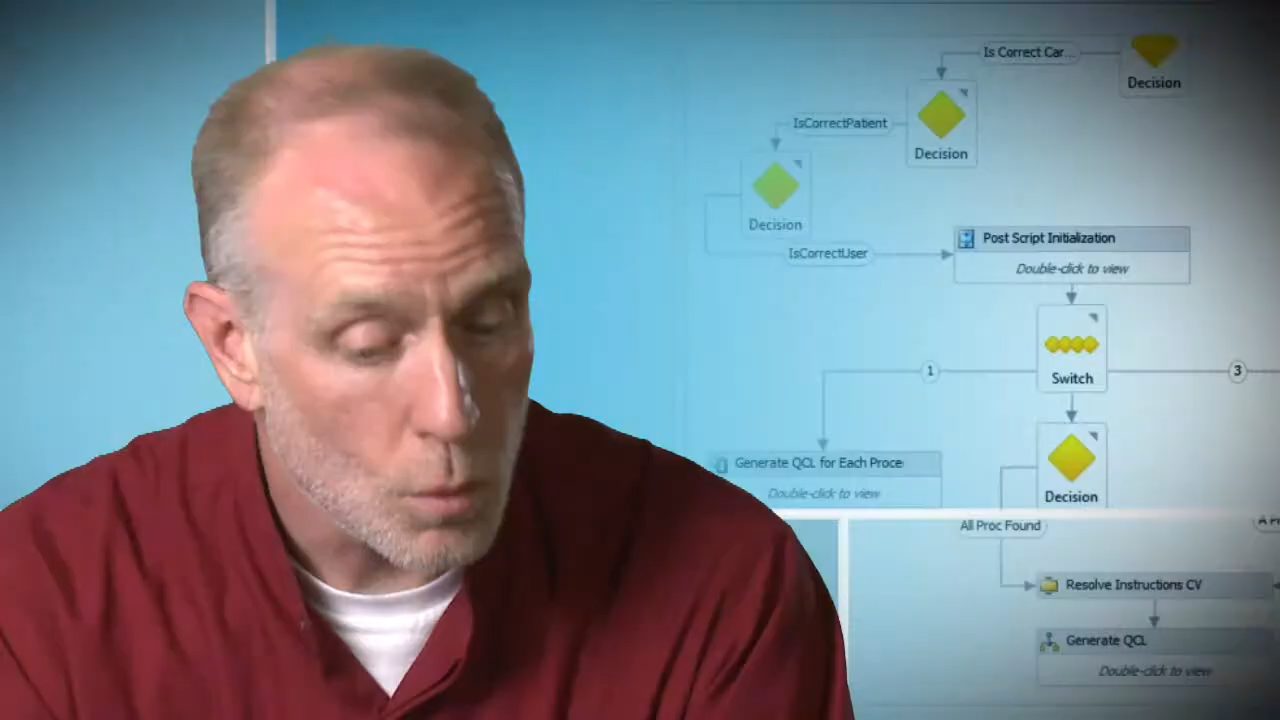 Is Correct Car...
Decision
IsCorrectPatient
Decision
Decision
IsCorrectUser
Post Script Initialization
Double-click to view
Switch
1
3
Decision
Generate QCL for Each Proce
Double-click to view
All Proc Found
Resolve Instructions CV
Generate QCL
Double-click to view